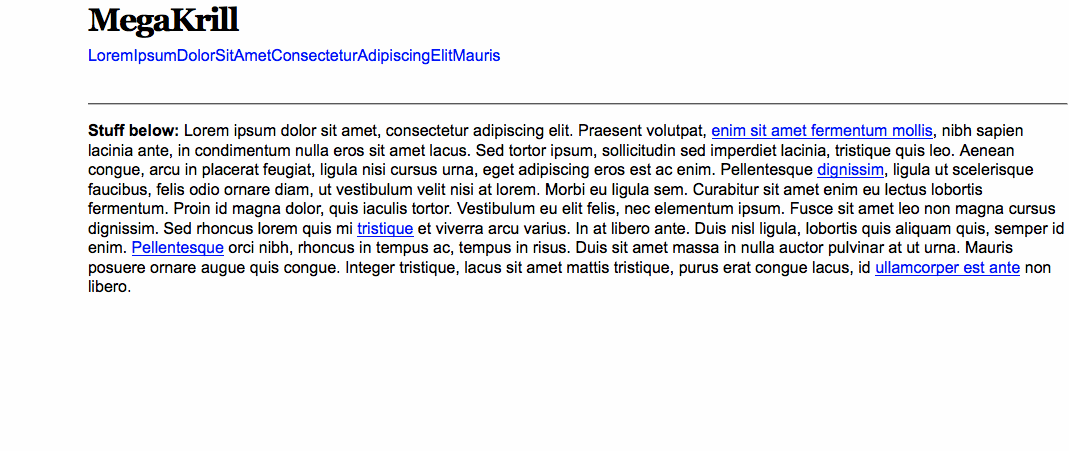 MegaKrill
LoremIpsumDolorSitAmetConsecteturAdipiscingElitMauris
Stuff below: Lorem ipsum dolor sit amet, consectetur adipiscing elit. Praesent volutpat, enim sit amet fermentum mollis, nibh sapien
lacinia ante, in condimentum nulla eros sit amet lacus. Sed tortor ipsum, sollicitudin sed imperdiet lacinia, tristique quis leo. Aenean
congue, arcu in placerat feugiat, ligula nisi cursus urna, eget adipiscing eros est ac enim. Pellentesque dignissim, ligula ut scelerisque
faucibus, felis odio ornare diam, ut vestibulum velit nisi at lorem. Morbi eu ligula sem. Curabitur sit amet enim eu lectus lobortis
fermentum. Proin id magna dolor, quis iaculis tortor. Vestibulum eu elit felis, nec elementum ipsum. Fusce sit amet leo non magna cursus
dignissim. Sed rhoncus lorem quis mi tristique et viverra arcu varius. In at libero ante. Duis nisl ligula, lobortis quis aliquam quis, semper id
enim. Pellentesque orci nibh, rhoncus in tempus ac, tempus in risus. Duis sit amet massa in nulla auctor pulvinar at ut urna. Mauris
posuere ornare augue quis congue. Integer tristique, lacus sit amet mattis tristique, purus erat congue lacus, id ullamcorper est ante non
libero.